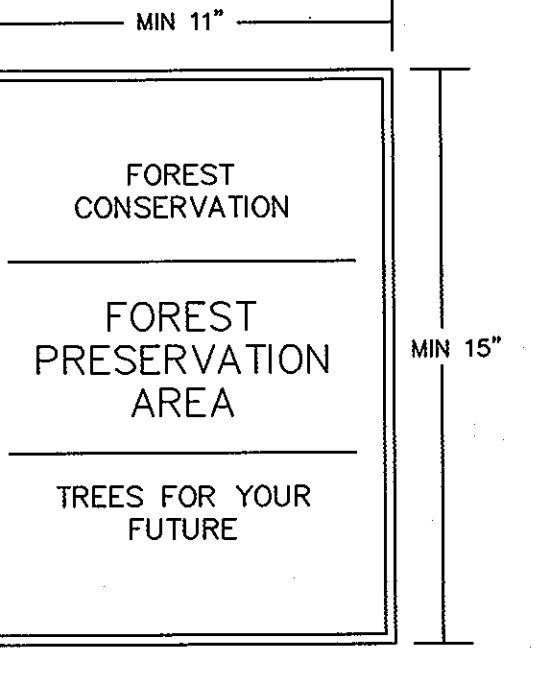 MIN 11"
FOREST
CONSERVATION
FOREST
PRESERVATION
AREA
MIN 15"
TREES FOR YOUR
FUTURE